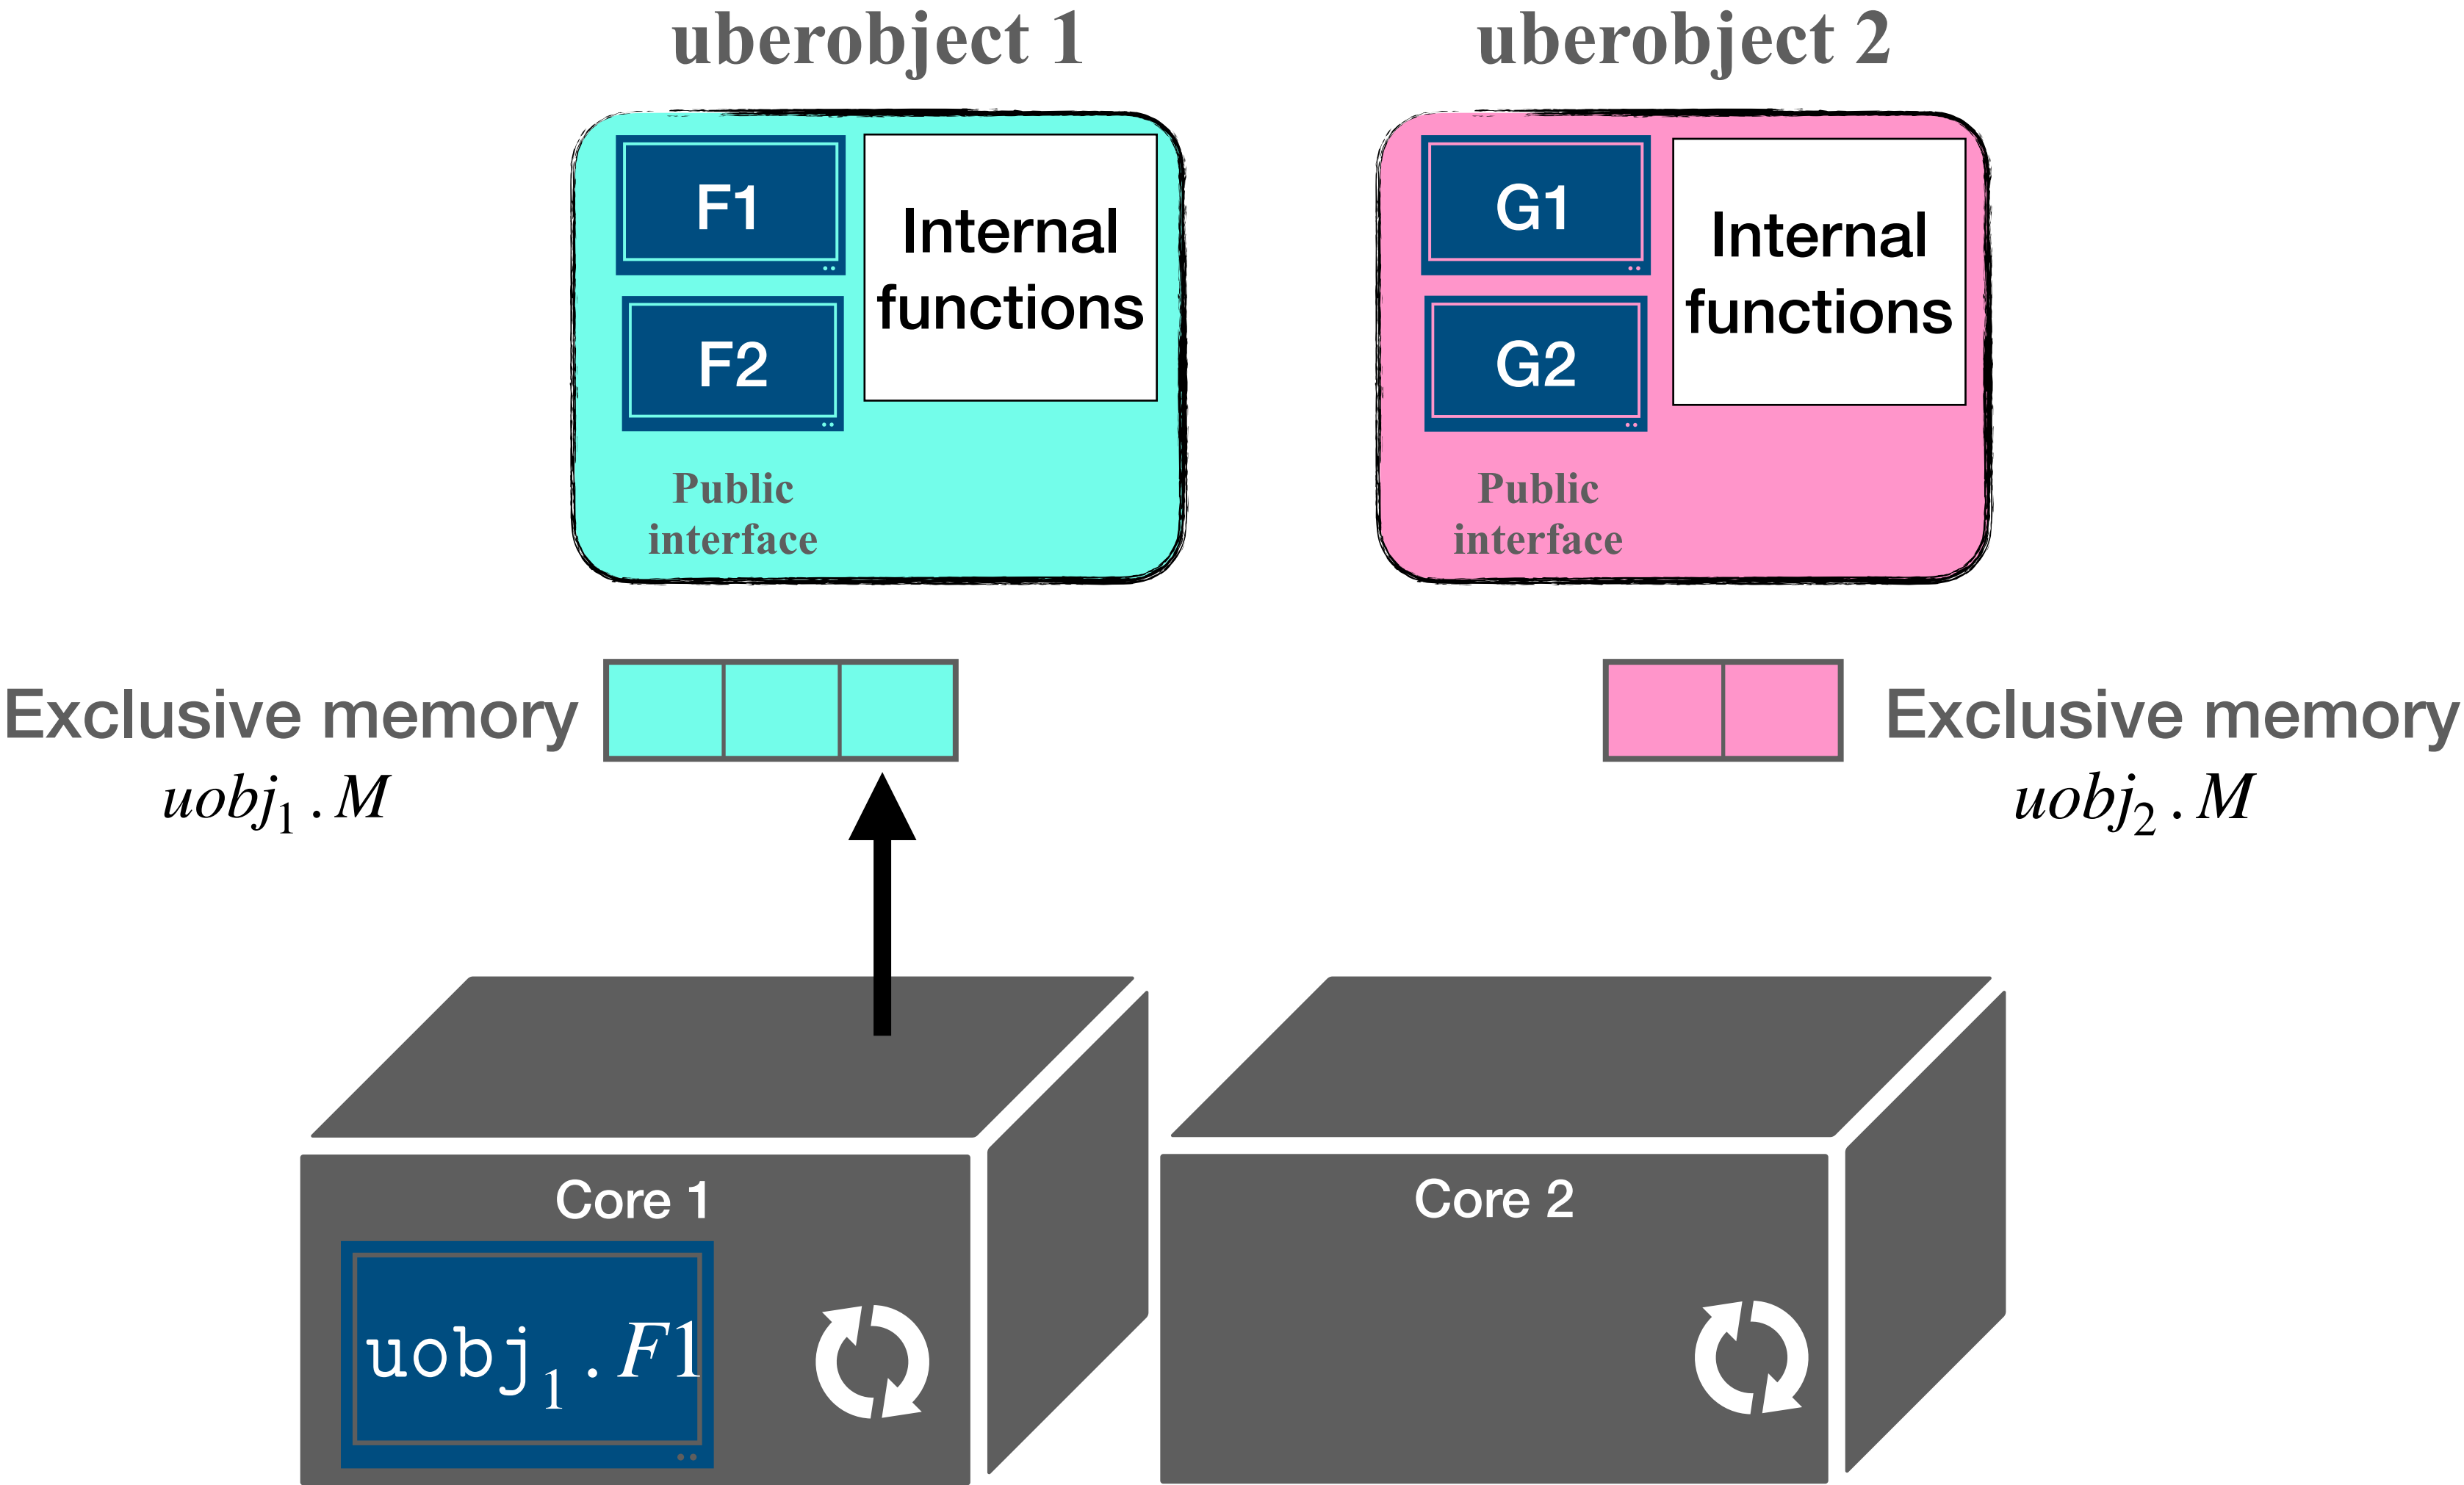 uberobject 1
uberobject 2
F1
Internal
functions
F2
Public
interface
G1
Internal
functions
G2
Public
interface
Exclusive memory
uobj₁ . M
Exclusive memory
uobj₂ . M
Core 1
uobj₁ . F1
Core 2